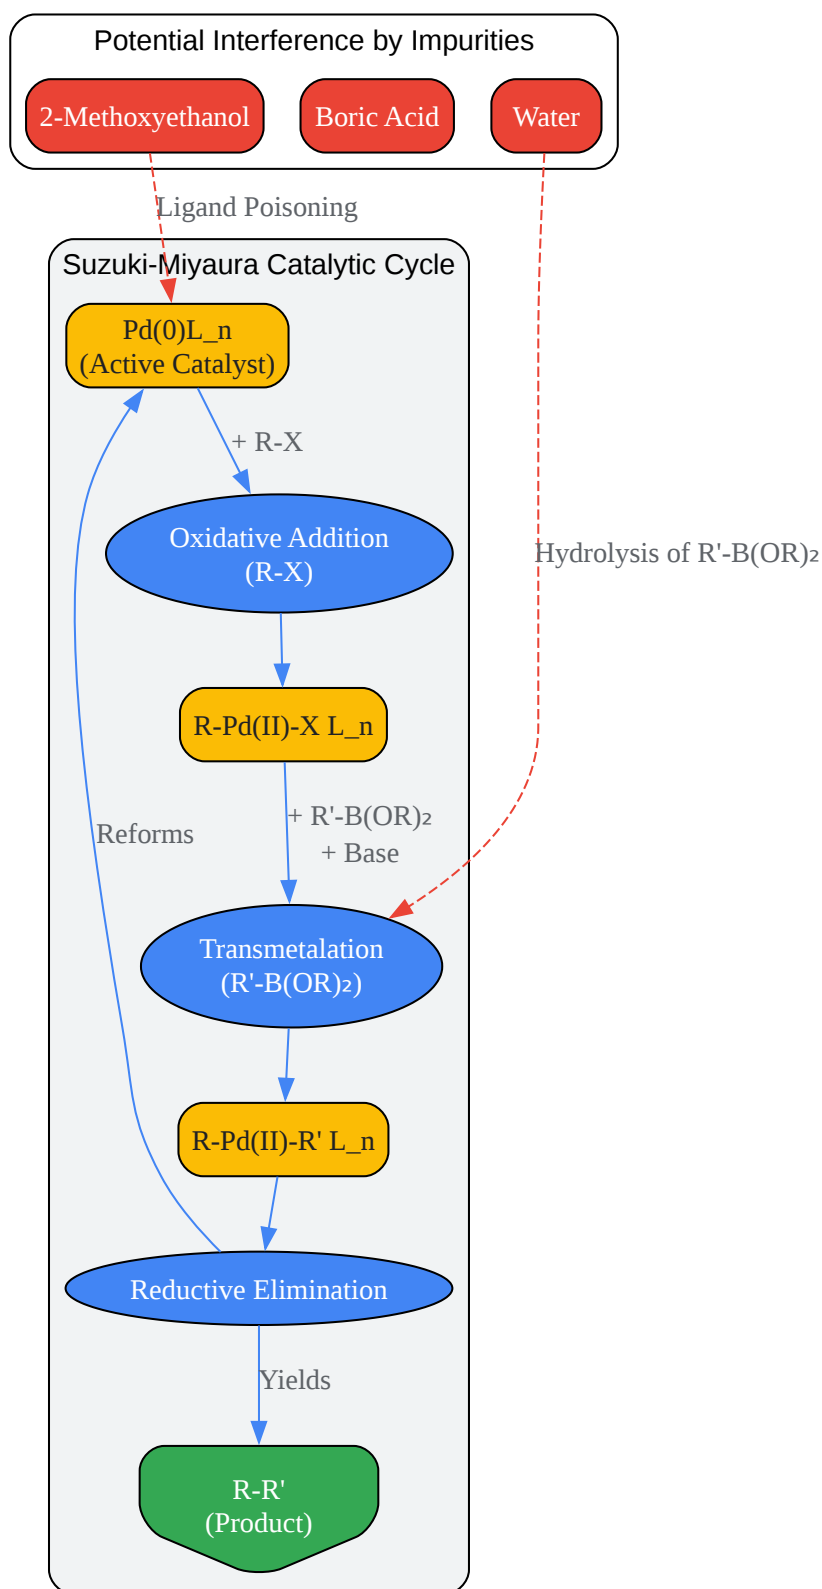 Potential Interference by Impurities
2-Methoxyethanol
Boric Acid
Water
Ligand Poisoning
Suzuki-Miyaura Catalytic Cycle
Pd(0)L_n
(Active Catalyst)
+ R-X
Oxidative Addition
(R-X)
Hydrolysis of R'-B(OR)₂
R-Pd(II)-X L_n
+ R'-B(OR)₂
+ Base
Reforms
Transmetalation
(R'-B(OR)₂)
R-Pd(II)-R' L_n
Reductive Elimination
Yields
R-R'
(Product)